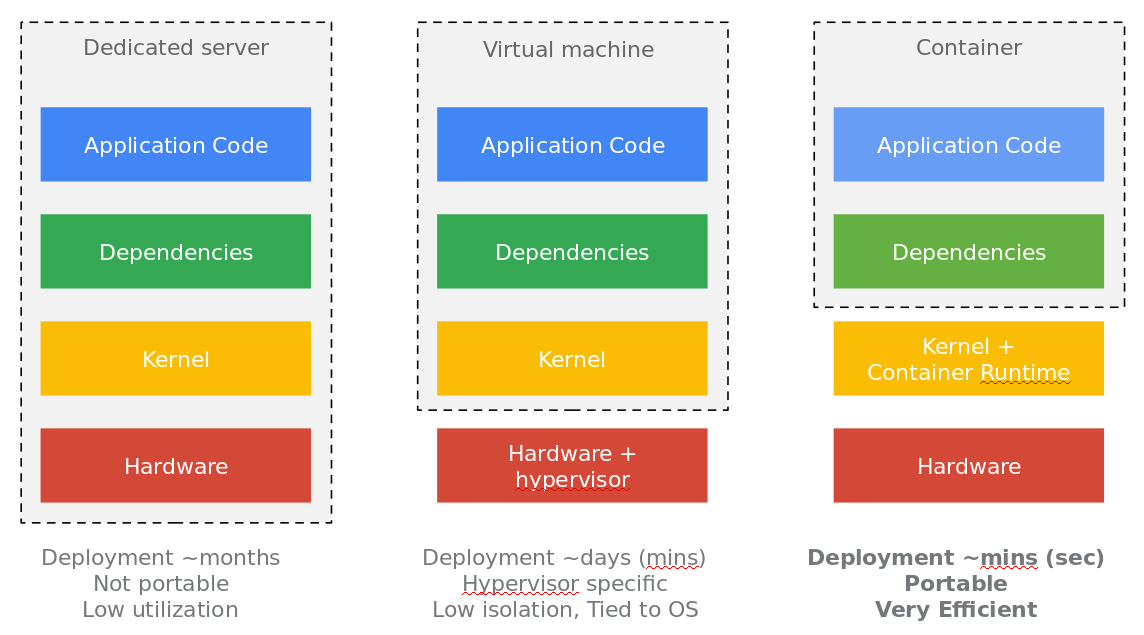 Dedicated server
Application Code
Dependencies
Kernel
Hardware
Deployment ~months
Not portable
Low utilization
Virtual machine
Application Code
Dependencies
Kernel
Hardware +
hypervisor
Deployment ~days (mins)
Hypervisor specific
Low isolation, Tied to OS
Container
Application Code
Dependencies
Kernel +
Container Runtime
Hardware
Deployment ~mins (sec)
Portable
Very Efficient